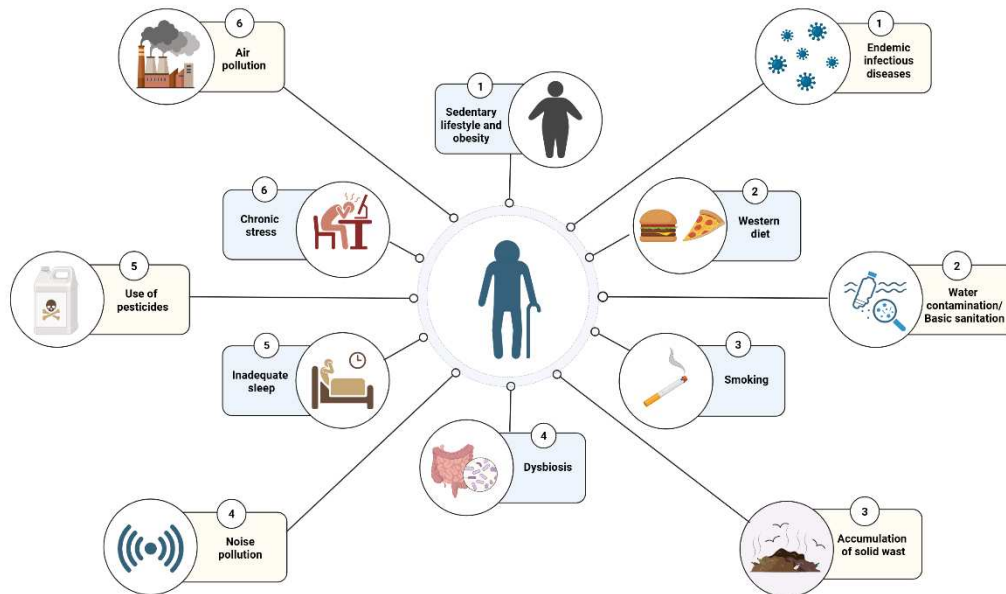 6
Air
pollution
1
Endemic
infectious
diseases
1
Sedentary
lifestyle and
obesity
6
Chronic
stress
2
Western
diet
5
Use of
pesticides
2
Water
contamination/
Basic sanitation
5
Inadequate
sleep
3
Smoking
4
Dysbiosis
4
Noise
pollution
3
Accumulation
of solid wast